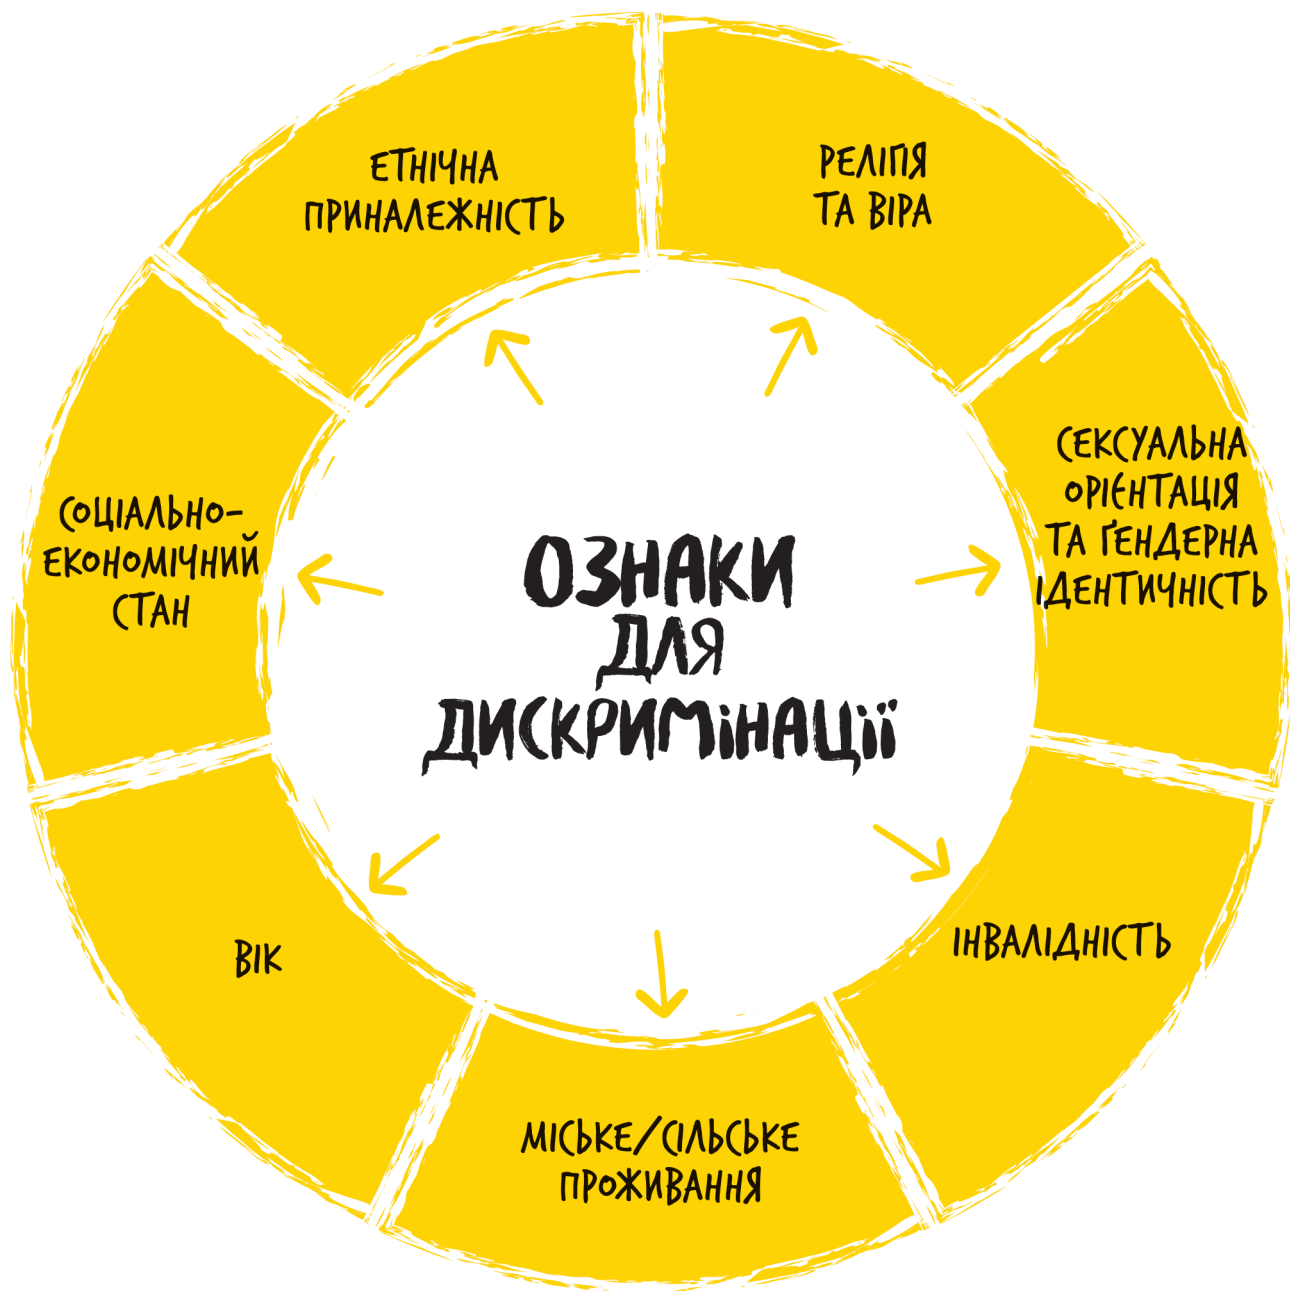 ЕТНІЧНА
ПРИНАЛЕЖНІСТЬ
РЕЛІГІЯ
ТА ВІРА
СЕКСУАЛЬНА
ОРІЄНТАЦІЯ
ТА ҐЕНДЕРНА
ІДЕНТИЧНІСТЬ
СОЦІАЛЬНО-
ЕКОНОМІЧНИЙ
СТАН
ОЗНАКИ
ДЛЯ
ДИСКРИМІНАЦІЇ
ВІК
ІНВАЛІДНІСТЬ
МІСЬКЕ/СІЛЬСЬКЕ
ПРОЖИВАННЯ